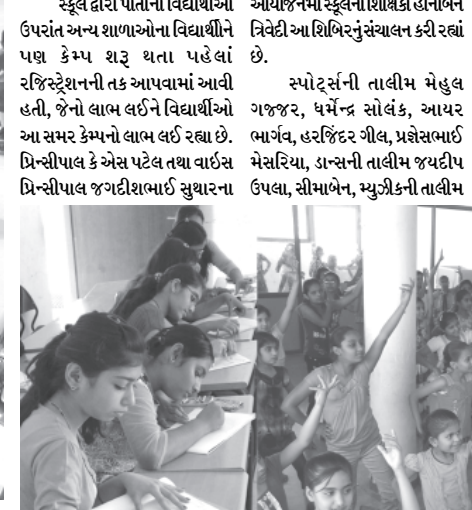 સ્કૂલ દ્વારા પોતાના વિદ્યાર્થીઓ
ઉપરાંત અન્ય શાળાઓના વિદ્યાર્થીને
પણ કેમ્પ શરૂ થતા પહેલાં
રજિસ્ટ્રેશનની તક આપવામાં આવી
હતી, જેનો લાભ લઈને વિદ્યાર્થીઓ
આ સમર કેમ્પનો લાભ લઈ રહ્યા છે.
પ્રિન્સીપાલ કે એસ પટેલ તથા વાઇસ
પ્રિન્સીપાલ જગદીશભાઈ સુથારના
આયોજનમાં સ્કૂલના શિક્ષિકા હીનાબેન
ત્રિવેદી આ શિબિરનું સંચાલન કરી રહ્યાં
છે.
સ્પોર્ટ્સની તાલીમ મેહુલ
ગજ્જર, ધર્મેન્દ્ર સોલંક, આયર
ભાર્ગવ, હરજિંદર ગીલ, પ્રજ્ઞેસભાઈ
મેસરિયા, ડાન્સની તાલીમ જયદીપ
ઉપલા, સીમાબેન, મ્યુઝીકની તાલીમ